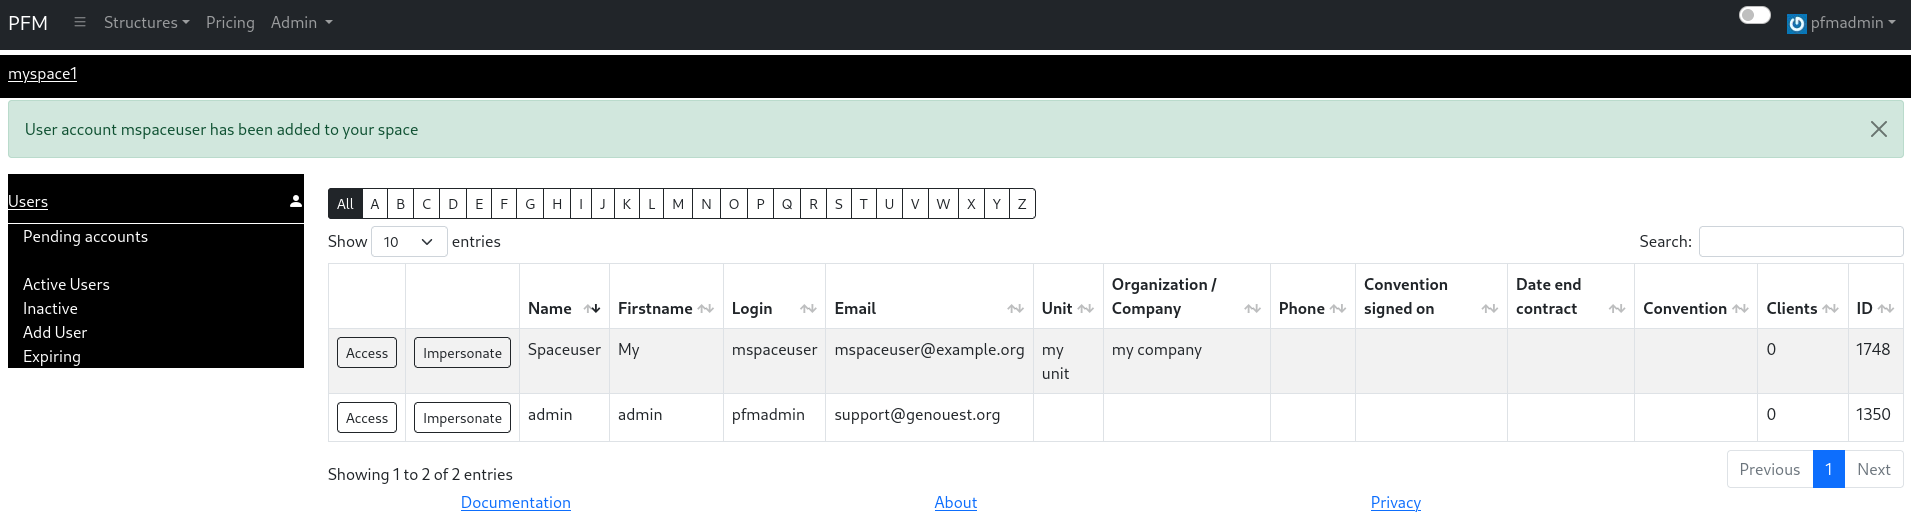 PFM ☰ Structures Pricing Admin pfmadmin
myspace1
User account mspaceuser has been added to your space
Users
Pending accounts
Active Users
Inactive
Add User
Expiring
All A B C D E F G H I J K L M N O P Q R S T U V W X Y Z
Show 10 entries Search:
Name Firstname Login Email Unit Organization / Company Phone Convention signed on Date end contract Convention Clients ID
Access Impersonate Spaceuser My mspaceuser mspaceuser@example.org my unit my company 0 1748
Access Impersonate admin admin pfmadmin support@genouest.org 0 1350
Showing 1 to 2 of 2 entries Previous 1 Next
Documentation About Privacy